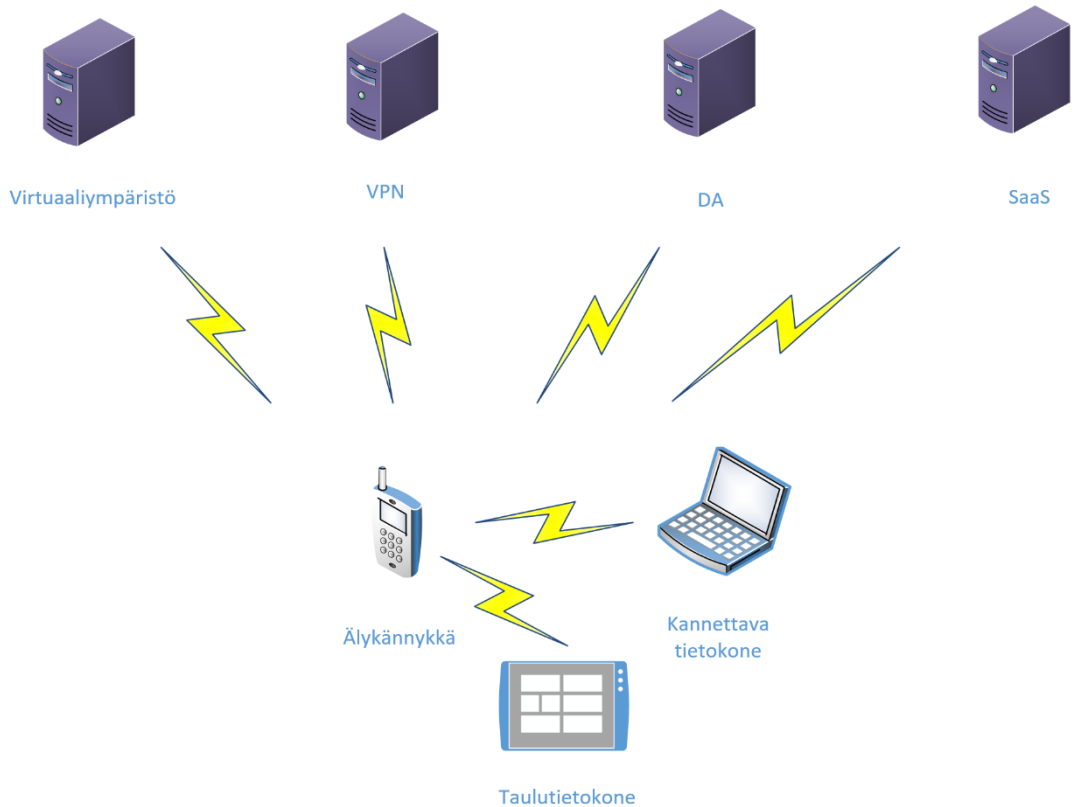 Virtuaaliympäristö
VPN
DA
SaaS
Älykännykkä
Kannettava
tietokone
Taulutietokone